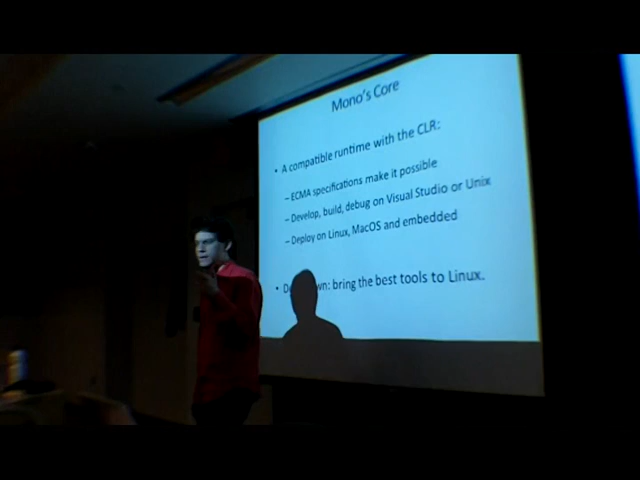 Mono's Core
• A compatible runtime with the CLR:
– ECMA specifications make it possible
– Develop, build, debug on Visual Studio or Unix
– Deploy on Linux, MacOS and embedded
• bring the best tools to Linux.